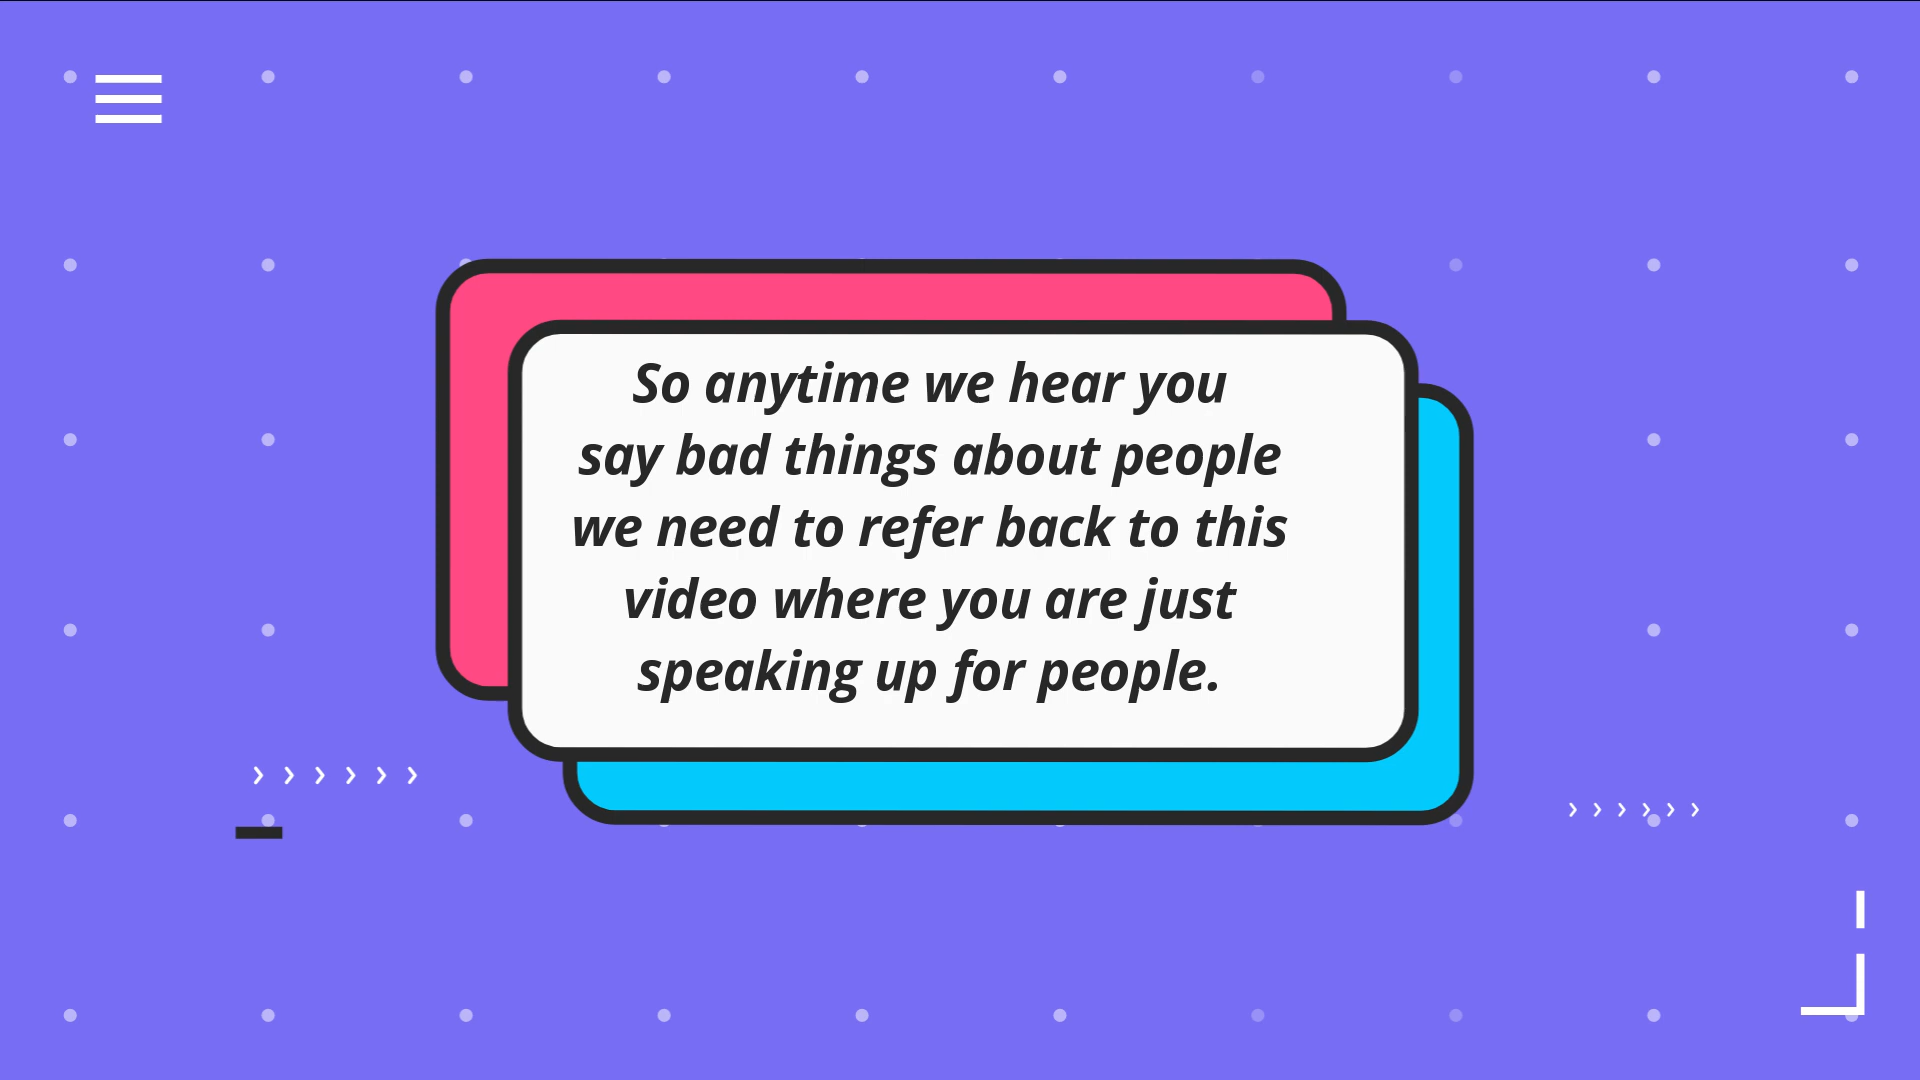 So anytime we hear you
say bad things about people
we need to refer back to this
video where you are just
speaking up for people.